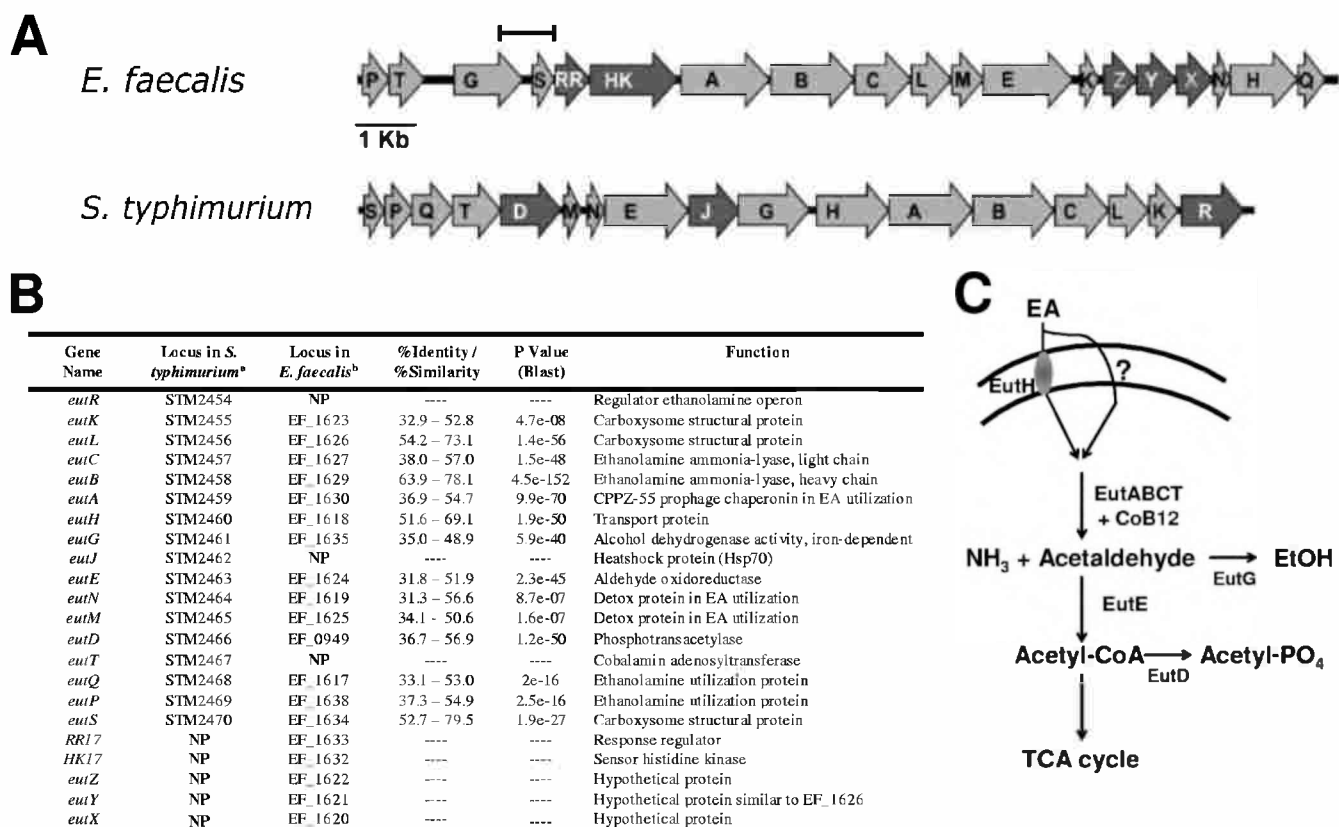 A
E. faecalis
P T G S RR HK A B C L M E K Z Y X N H Q
1 Kb
S. typhimurium
S P Q T D M N E J G H A B C L K R
B
Gene Name Locus in S. typhimuriumª Locus in E. faecalisᵇ %Identity / %Similarity P Value (Blast) Function
eutR STM2454 NP ---- Regulator ethanolamine operon
eutK STM2455 EF_1623 32.9 – 52.8 4.7e-08 Carboxysome structural protein
eutL STM2456 EF_1626 54.2 – 73.1 1.4e-56 Carboxysome structural protein
eutC STM2457 EF_1627 38.0 – 57.0 1.5e-48 Ethanolamine ammonia-lyase, light chain
eutB STM2458 EF_1629 63.9 – 78.1 4.5e-152 Ethanolamine ammonia-lyase, heavy chain
eutA STM2459 EF_1630 36.9 – 54.7 9.9e-70 CPPZ-55 prophage chaperonin in EA utilization
eutH STM2460 EF_1618 51.6 – 69.1 1.9e-50 Transport protein
eutG STM2461 EF_1635 35.0 – 48.9 5.9e-40 Alcohol dehydrogenase activity, iron-dependent
eutJ STM2462 NP ---- ---- Heatshock protein (Hsp70)
eutE STM2463 EF_1624 31.8 – 51.9 2.3e-45 Aldehyde oxidoreductase
eutN STM2464 EF_1619 31.3 – 56.6 8.7e-07 Detox protein in EA utilization
eutM STM2465 EF_1625 34.1 - 50.6 1.6e-07 Detox protein in EA utilization
eutD STM2466 EF_0949 36.7 – 56.9 1.2e-50 Phosphotransacetylase
eutT STM2467 NP ---- ---- Cobalamin adenosyltransferase
eutQ STM2468 EF_1617 33.1 – 53.0 2e-16 Ethanolamine utilization protein
eutP STM2469 EF_1638 37.3 – 54.9 2.5e-16 Ethanolamine utilization protein
eutS STM2470 EF_1634 52.7 – 79.5 1.9e-27 Carboxysome structural protein
RR17 NP EF_1633 ---- ---- Response regulator
HK17 NP EF_1632 ---- ---- Sensor histidine kinase
eutZ NP EF_1622 ---- ---- Hypothetical protein
eutY NP EF_1621 ---- ---- Hypothetical protein similar to EF_1626
eutX NP EF_1620 ---- ---- Hypothetical protein
C
EA
EutH
?
EutABCT
+ CoB12
NH₃ + Acetaldehyde EtOH
EutG
EutE
Acetyl-CoA Acetyl-PO₄
EutD
TCA cycle